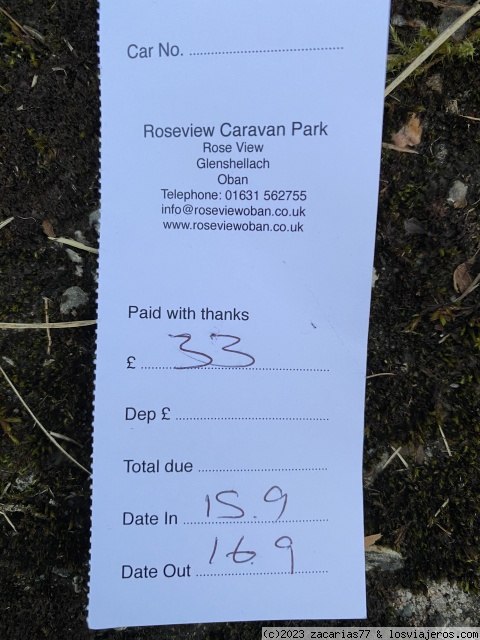 Car No. ........................................
Roseview Caravan Park
Rose View
Glenshellach
Oban
Telephone: 01631 562755
info@roseviewoban.co.uk
www.roseviewoban.co.uk
Paid with thanks
£ 33
Dep £ ........................................
Total due ........................................
Date In 15.9
Date Out 16.9
(c)2023 zacarias77 @ losviajeros.com